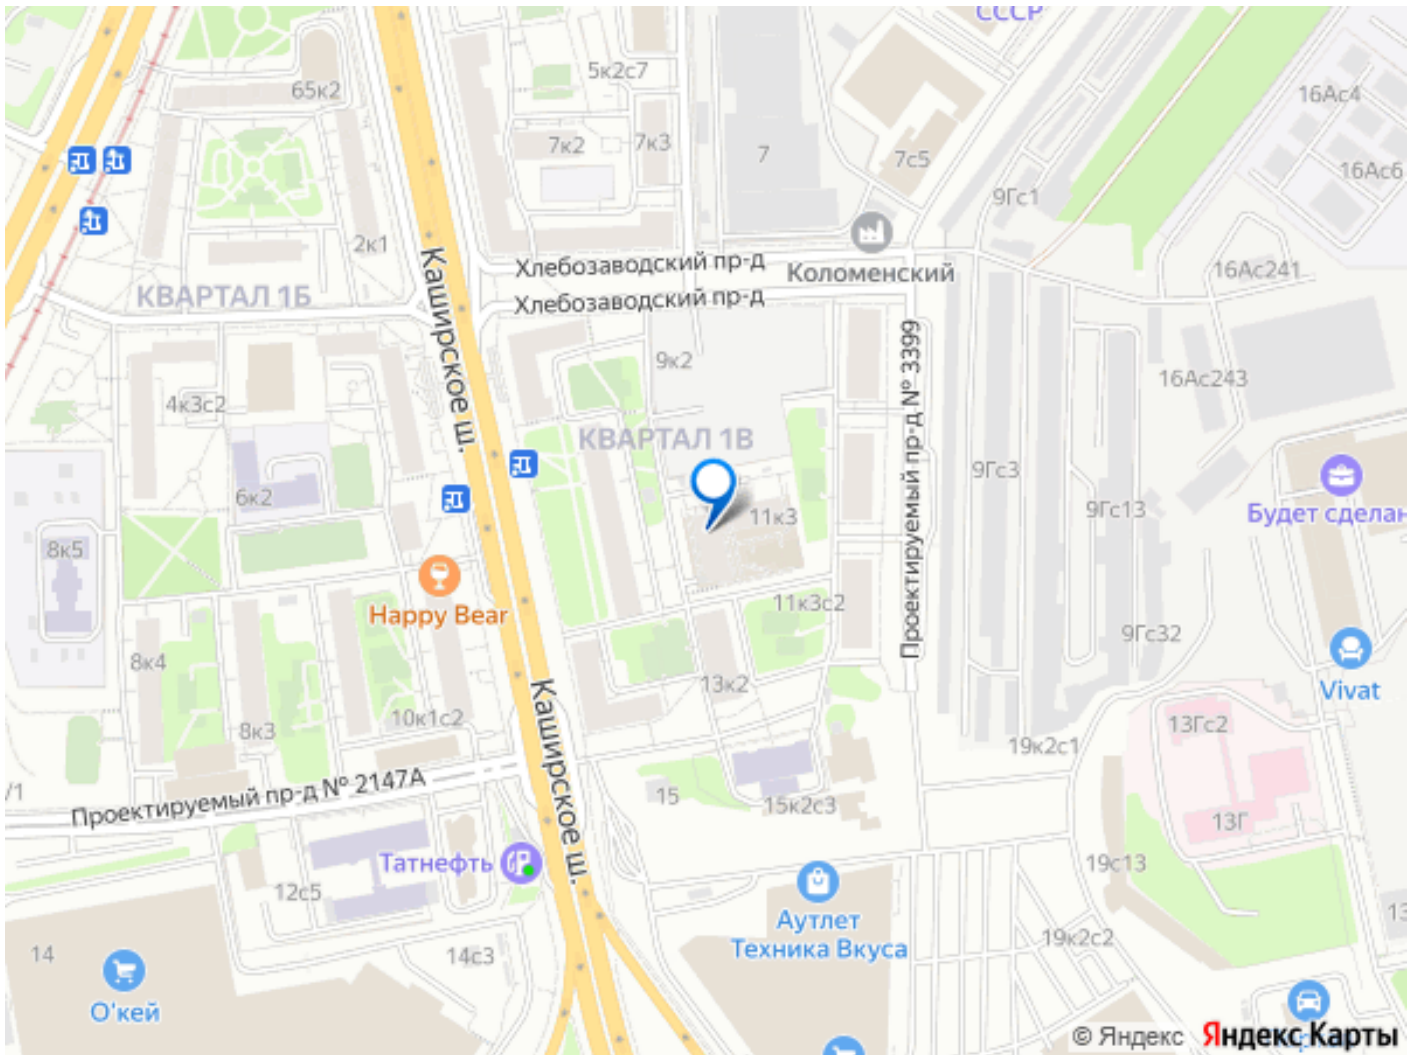 СССР
65к2
5к2с7
16Ас4
7к2
7к3
7
7с5
16Ас6
9Гс1
2к1
Хлебозаводский пр-д
Коломенский
16Ас241
КВАРТАЛ 1Б
Хлебозаводский пр-д
Каширское ш.
9к2
Проектируемый пр-д № 3399
16Ас243
4к3с2
КВАРТАЛ 1В
9Гс3
6к2
11к3
9Гс13
Будет сделан
8к5
Happy Bear
11к3с2
9Гс32
8к4
13к2
Vivat
Каширское ш.
10к1с2
8к3
13Гс2
19к2с1
/1
Проектируемый пр-д № 2147А
15
15к2с3
13Г
Татнефть
19с13
12с5
Аутлет
Техника Вкуса
13
19к2с2
14
14с3
О'кей
© Яндекс Яндекс Карты